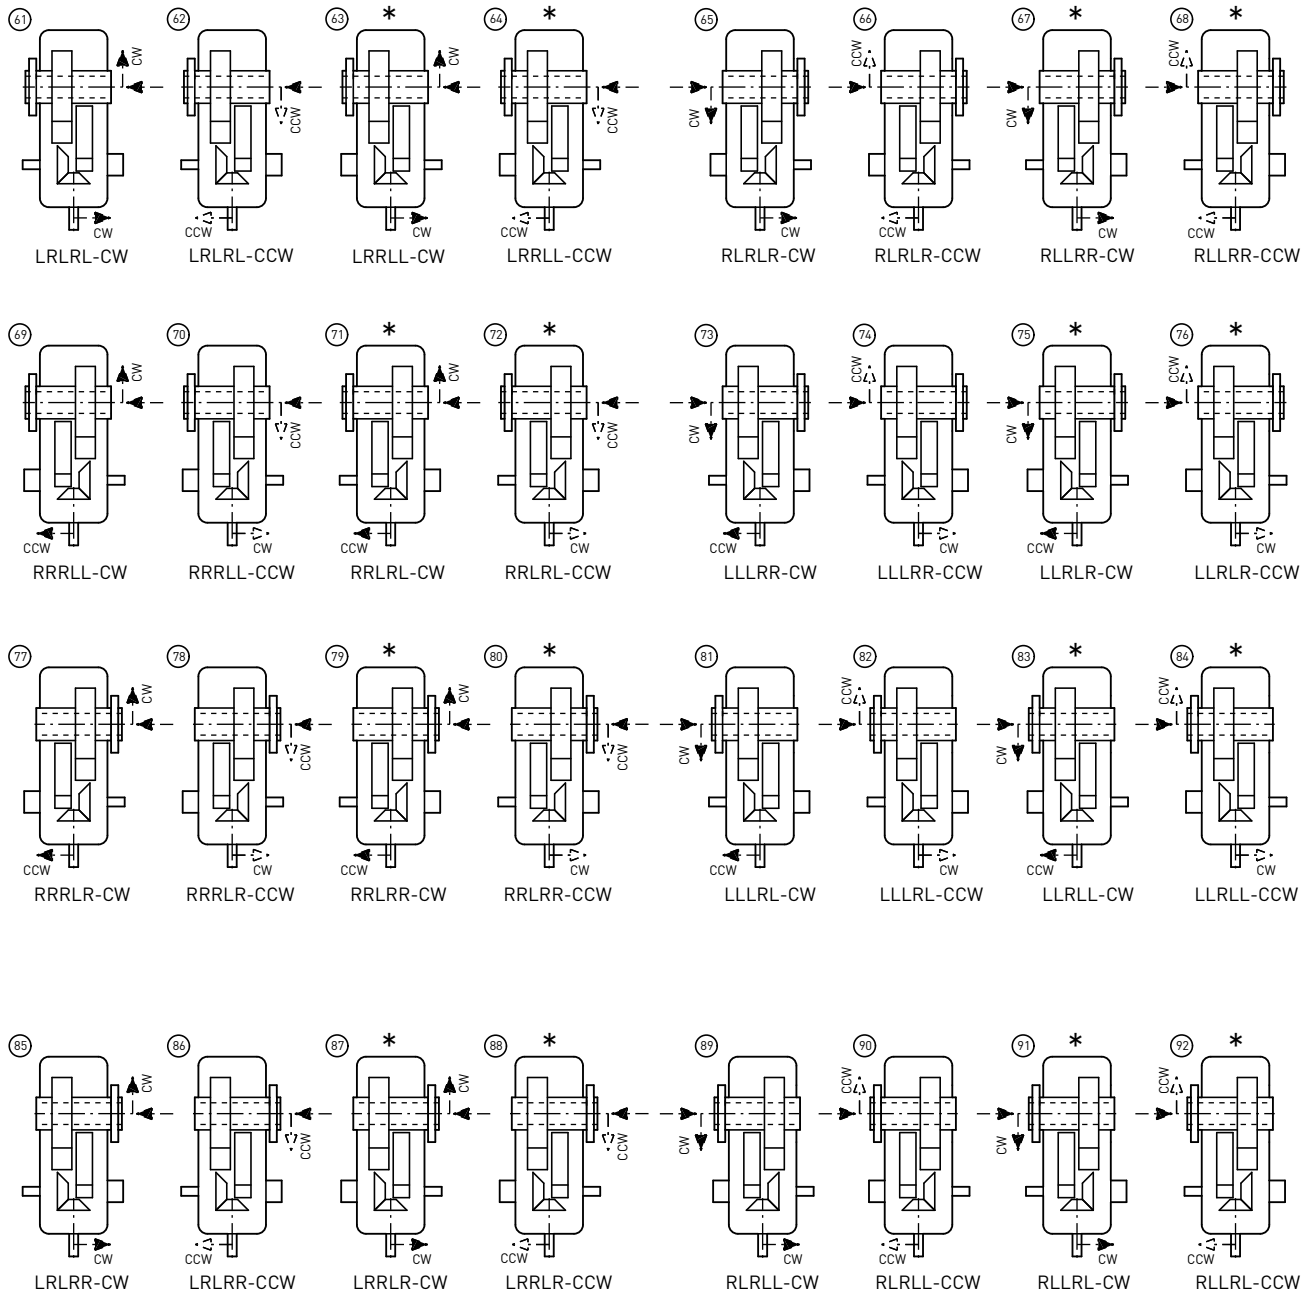 61 62 63 * 64 * 65 66 67 * 68 *
CW CCW CW CCW CW CCW CW CCW
CW CCW CW CCW CW CCW CW CCW
LRLRL-CW LRLRL-CCW LRRLL-CW LRRLL-CCW RLRLR-CW RLRLR-CCW RLLRR-CW RLLRR-CCW
69 70 71 * 72 * 73 74 75 * 76 *
CW CCW CW CCW CW CCW CW CCW
CCW CW CCW CW CCW CW CCW CW
RRRLL-CW RRRLL-CCW RRLRL-CW RRLRL-CCW LLLRR-CW LLLRR-CCW LLRLR-CW LLRLR-CCW
77 78 79 * 80 * 81 82 83 * 84 *
CW CCW CW CCW CW CCW CW CCW
CCW CW CCW CW CCW CW CCW CW
RRRLR-CW RRRLR-CCW RRLRR-CW RRLRR-CCW LLLRL-CW LLLRL-CCW LLRLL-CW LLRLL-CCW
85 86 87 * 88 * 89 90 91 * 92 *
CW CCW CW CCW CW CCW CW CCW
CW CCW CW CCW CW CCW CW CCW
LRLRR-CW LRLRR-CCW LRRLR-CW LRRLR-CCW RLRLL-CW RLRLL-CCW RLLRL-CW RLLRL-CCW